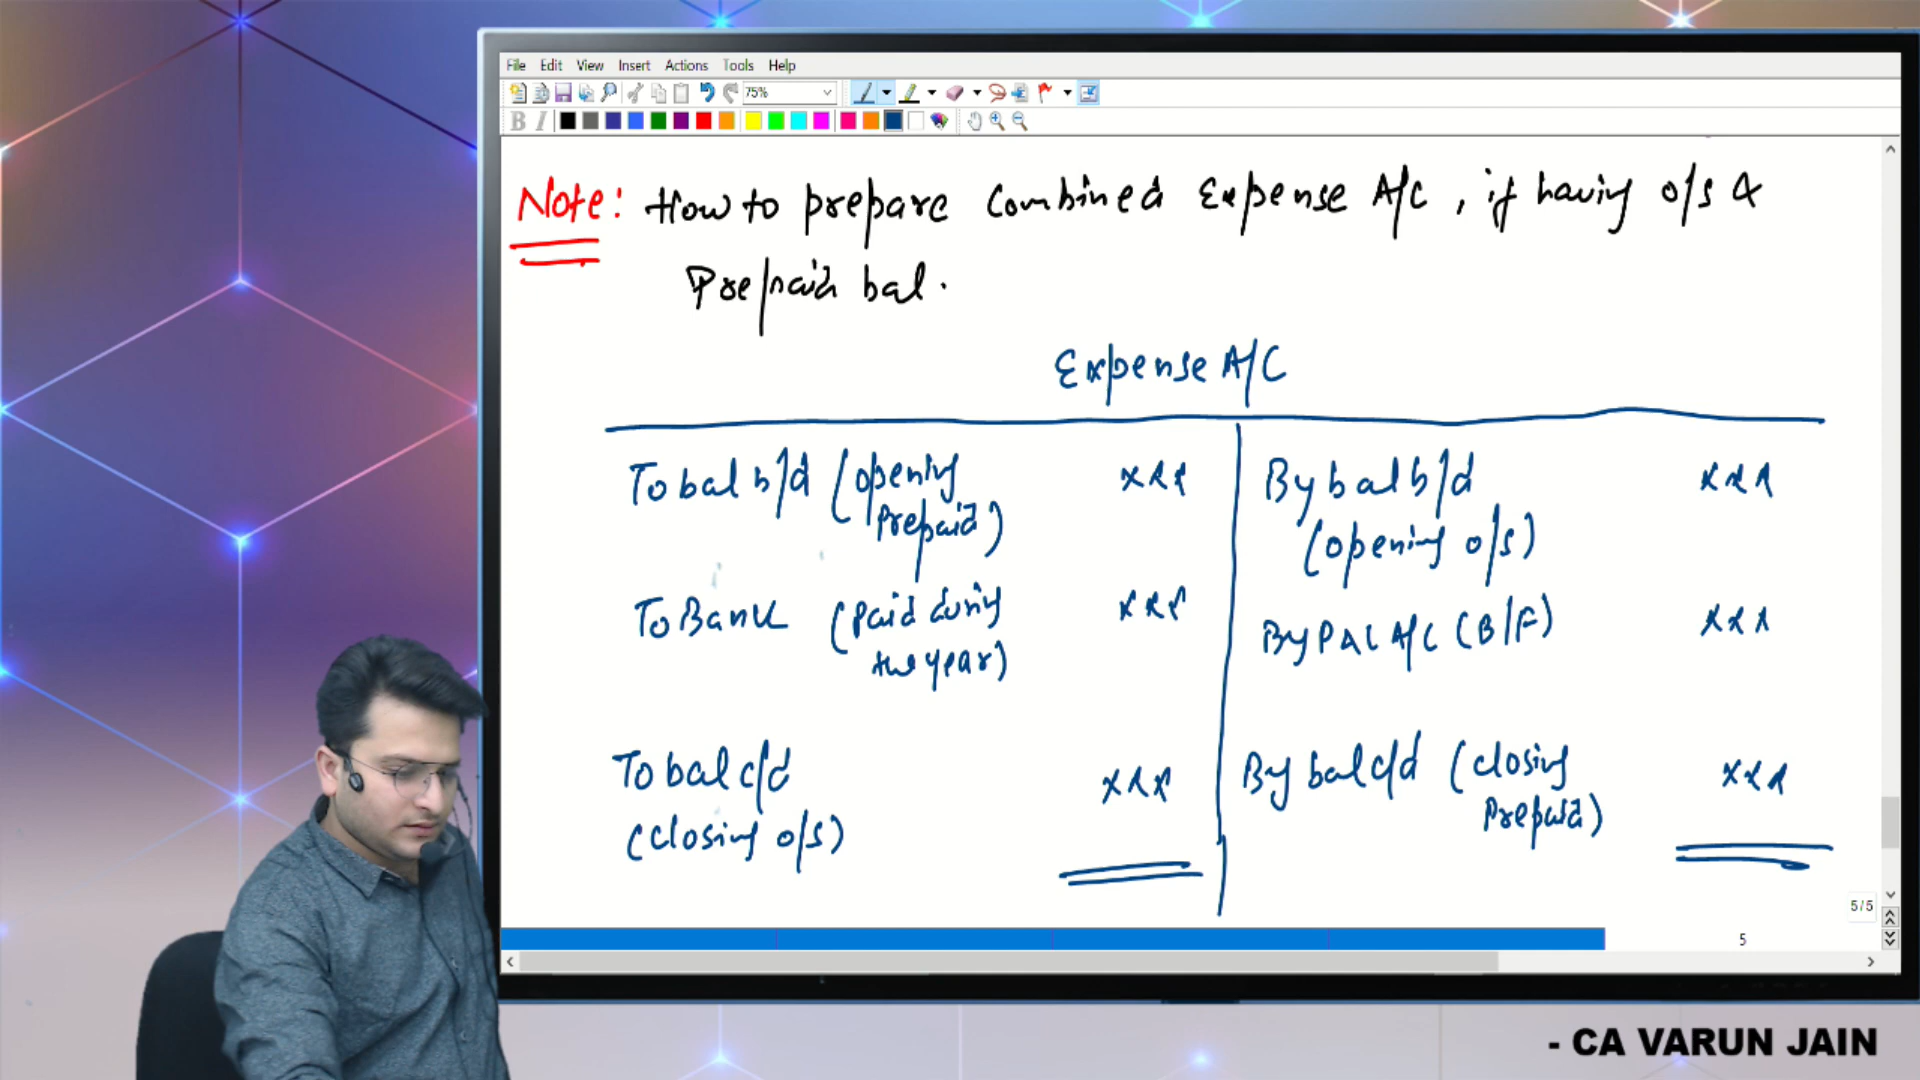 File Edit View Insert Actions Tools Help
75%
B I
Note: How to prepare Combined Expense A/C, if having o/s &
Prepaid bal.
Expense A/C
To bal b/d (opening Prepaid) xxx
By bal b/d (opening o/s) xxx
To Bank (Paid during the year) xxx
By P&L A/C (B/F) xxx
To bal c/d (closing o/s) xxx
By bal c/d (closing Prepaid) xxx
5/5
5
- CA VARUN JAIN